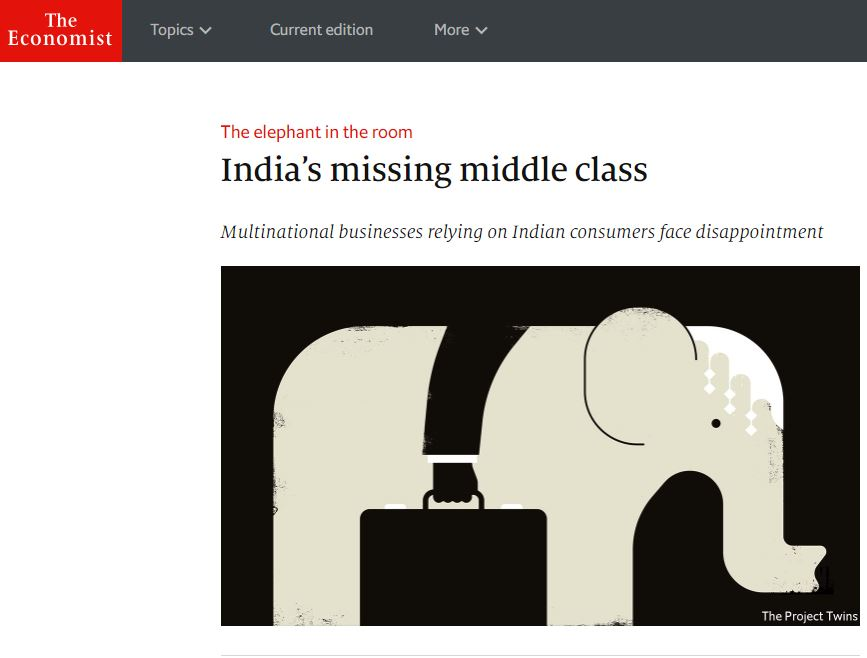 The
Economist
Topics
Current edition
More
The elephant in the room
India's missing middle class
Multinational businesses relying on Indian consumers face disappointment
The Project Twins